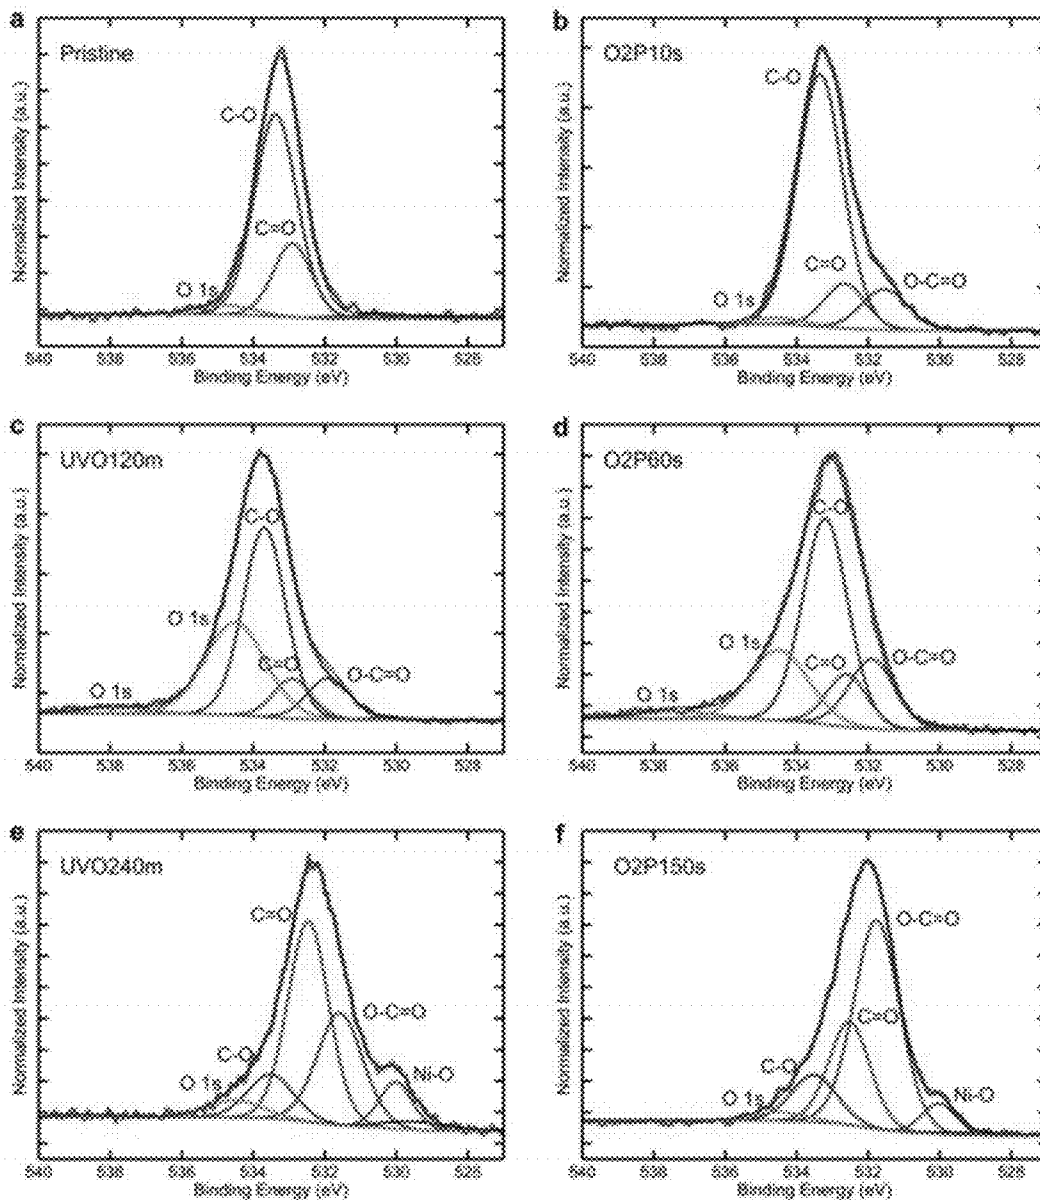 a
Pristine
C-O
C=O
O 1s
Normalized Intensity (a.u.)
540 538 536 534 532 530 528
Binding Energy (eV)
b
O2P10s
C-O
C=O
O-C=O
O 1s
Normalized Intensity (a.u.)
540 538 536 534 532 530 528
Binding Energy (eV)
c
UVO120m
C-O
O 1s
C=O
O-C=O
O 1s
Normalized Intensity (a.u.)
540 538 536 534 532 530 528
Binding Energy (eV)
d
O2P60s
C-O
O 1s
C=O
O-C=O
O 1s
Normalized Intensity (a.u.)
540 538 536 534 532 530 528
Binding Energy (eV)
e
UVO240m
C=O
O-C=O
C-O
O 1s
Ni-O
Normalized Intensity (a.u.)
540 538 536 534 532 530 528
Binding Energy (eV)
f
O2P150s
O-C=O
C=O
C-O
O 1s
Ni-O
Normalized Intensity (a.u.)
540 538 536 534 532 530 528
Binding Energy (eV)